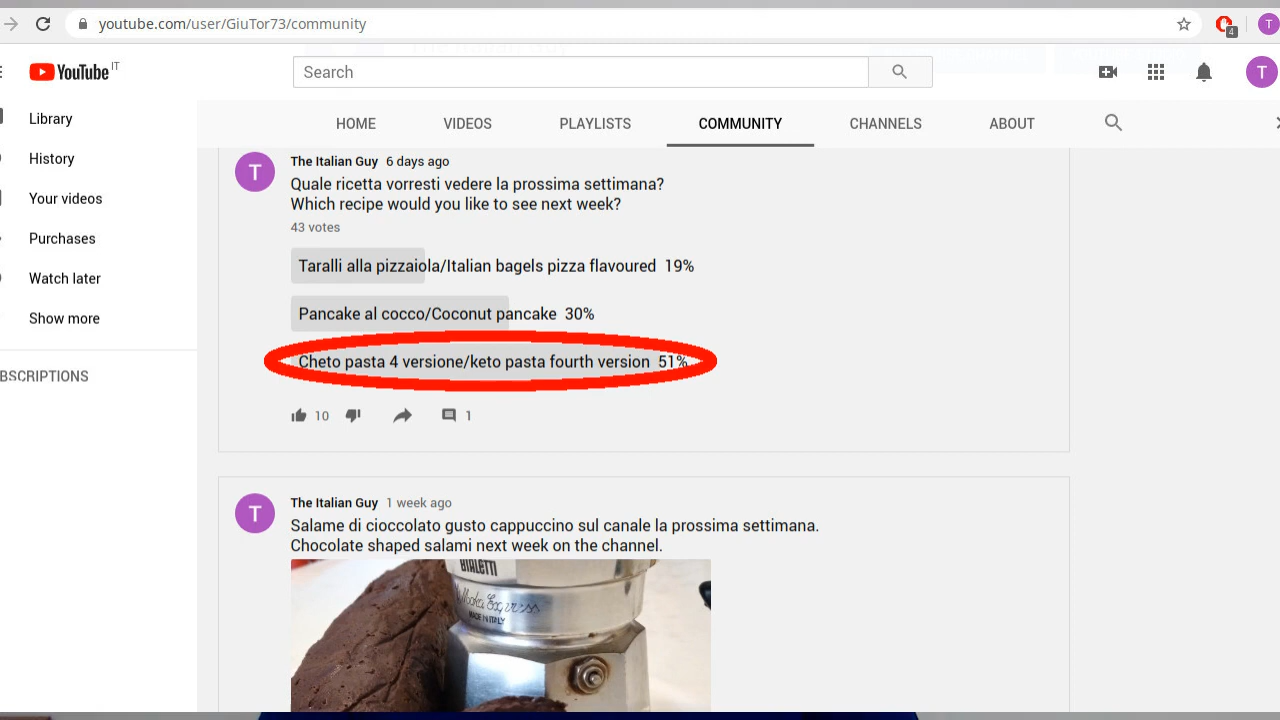 youtube.com/user/GiuTor73/community
4
T
YouTube IT
Search
T
Library
History
Your videos
Purchases
Watch later
Show more
BSCRIPTIONS
HOME
VIDEOS
PLAYLISTS
COMMUNITY
CHANNELS
ABOUT
T
The Italian Guy 6 days ago
Quale ricetta vorresti vedere la prossima settimana?
Which recipe would you like to see next week?
43 votes
Taralli alla pizzaiola/Italian bagels pizza flavoured 19%
Pancake al cocco/Coconut pancake 30%
Cheto pasta 4 versione/keto pasta fourth version 51%
10
1
T
The Italian Guy 1 week ago
Salame di cioccolato gusto cappuccino sul canale la prossima settimana.
Chocolate shaped salami next week on the channel.
BIALETTI
Moka Express
MADE IN ITALY